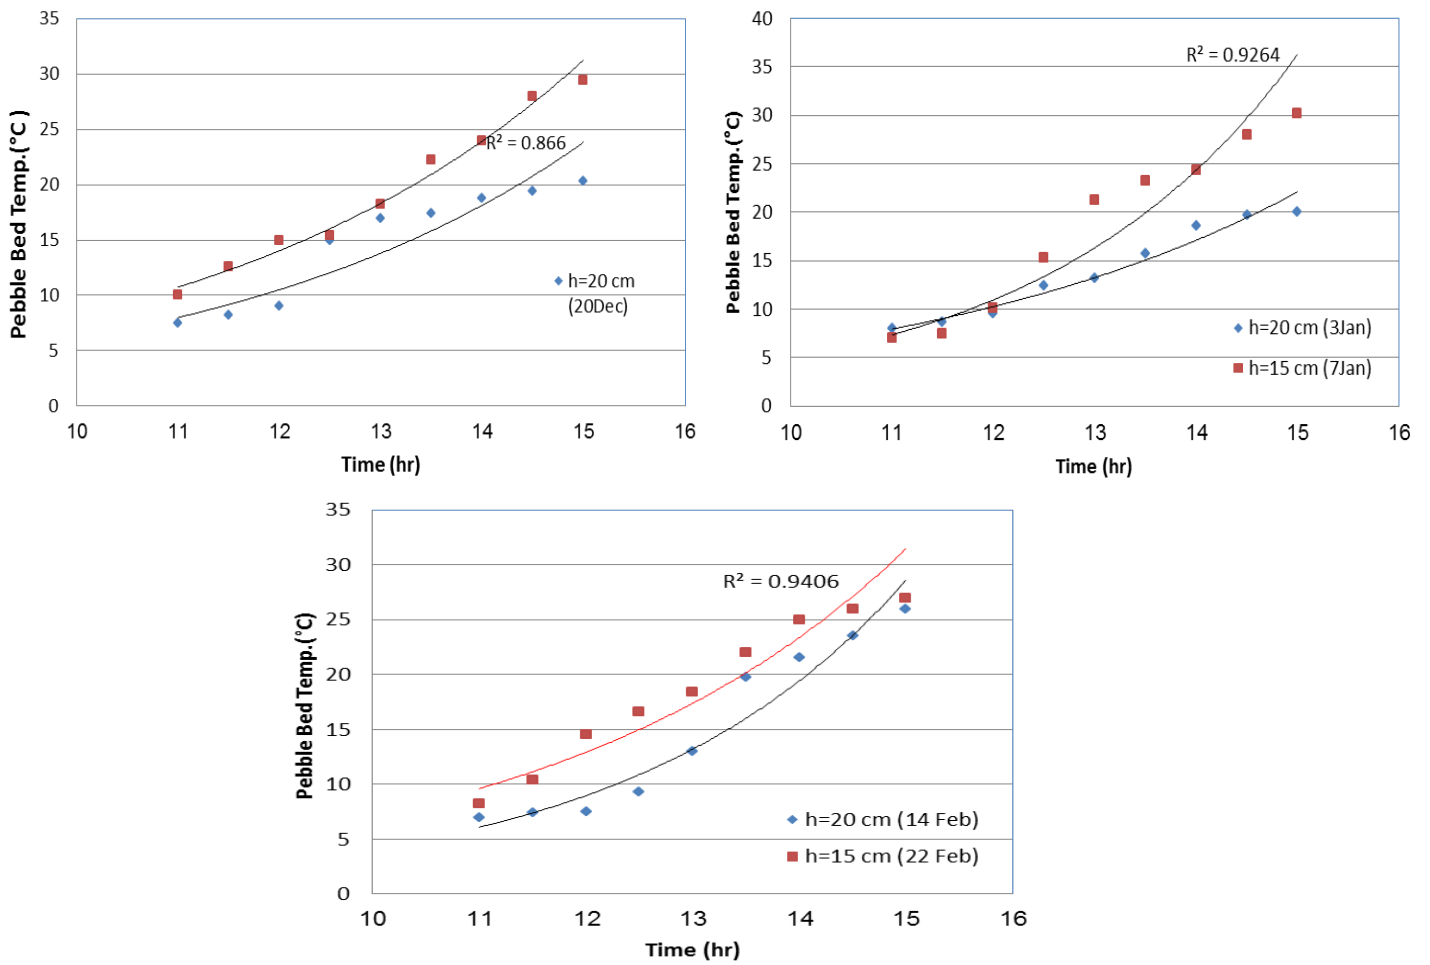 35
30
25
20
15
10
5
0
Pebble Bed Temp.(°C )
R² = 0.866
h=20 cm
(20Dec)
10 11 12 13 14 15 16
Time (hr)
40
35
30
25
20
15
10
5
0
Pebble Bed Temp.(°C)
R² = 0.9264
h=20 cm (3Jan)
h=15 cm (7Jan)
10 11 12 13 14 15 16
Time (hr)
35
30
25
20
15
10
5
0
Pebble Bed Temp.(°C)
R² = 0.9406
h=20 cm (14 Feb)
h=15 cm (22 Feb)
10 11 12 13 14 15 16
Time (hr)